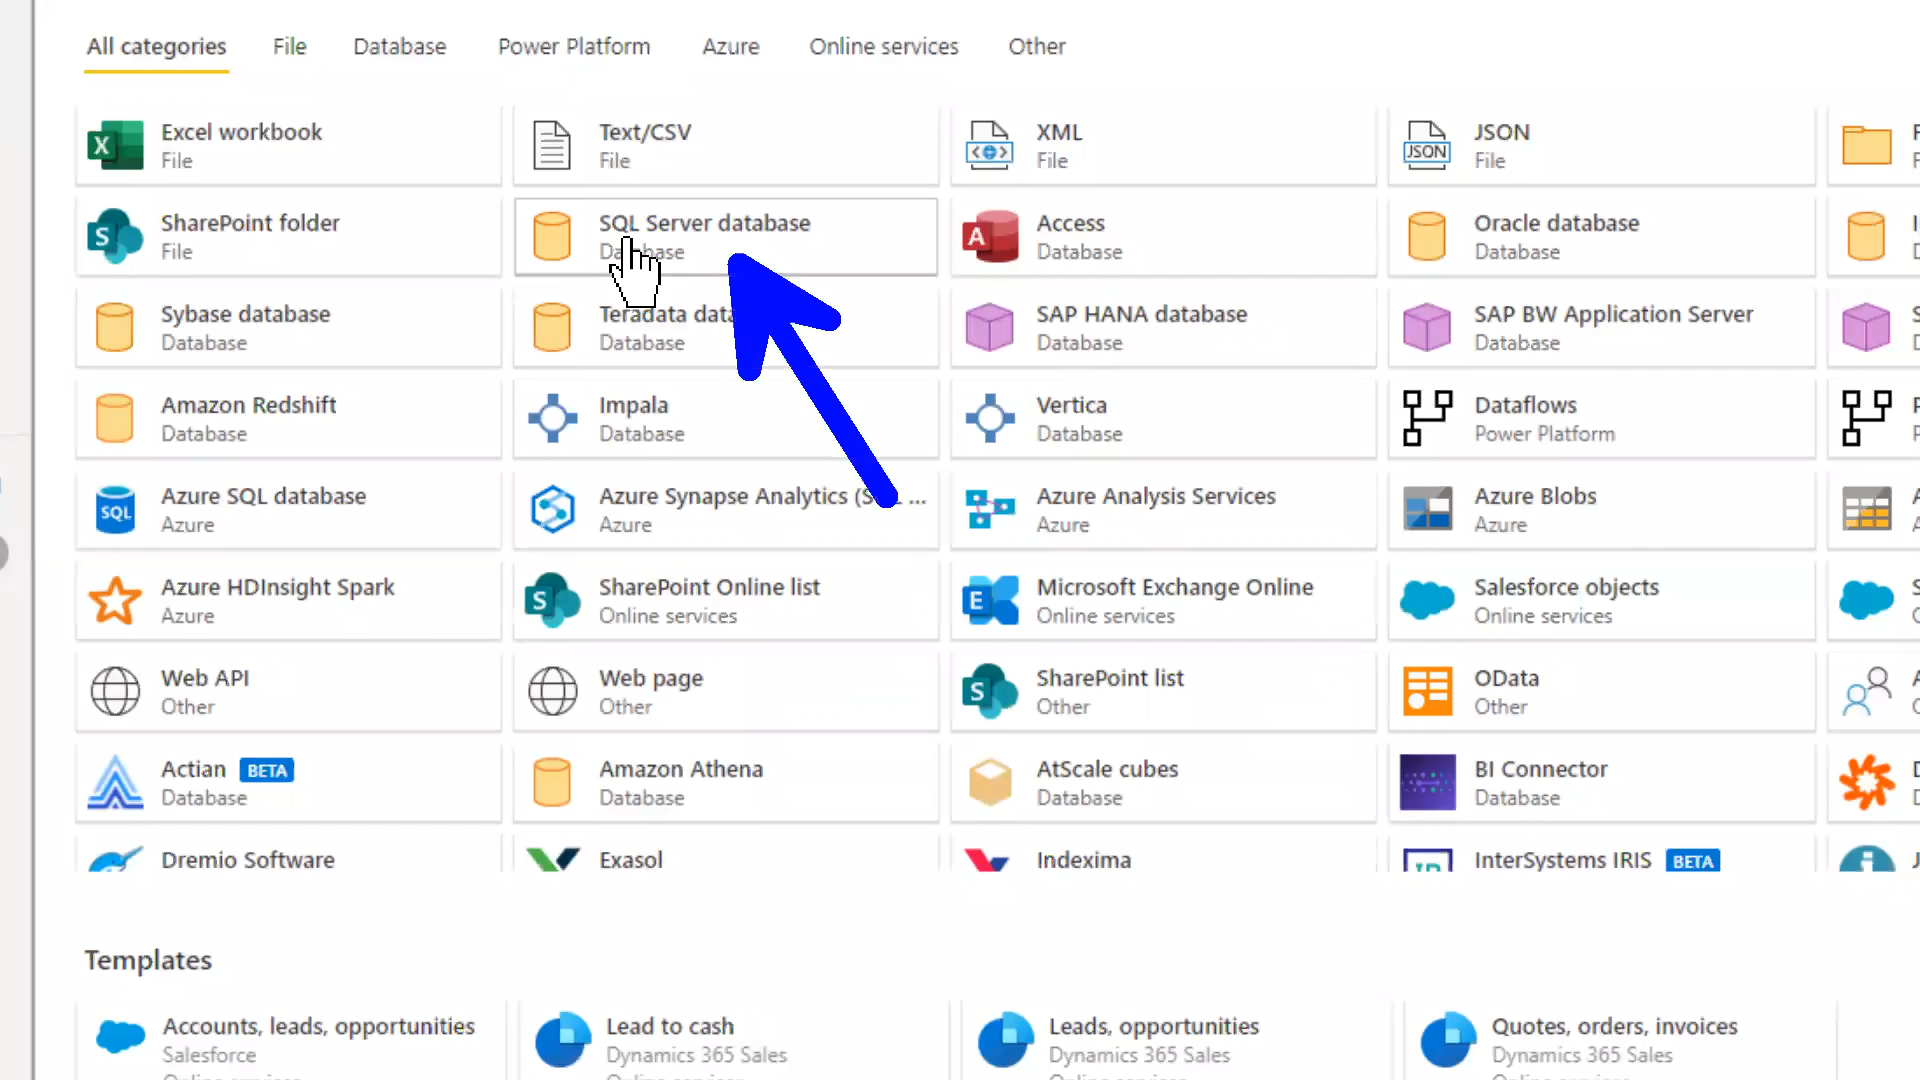 All categories File Database Power Platform Azure Online services Other
Excel workbook Text/CSV XML JSON
File File File File
SharePoint folder SQL Server database Access Oracle database
File Database Database Database
Sybase database Teradata SAP HANA database SAP BW Application Server
Database Database Database Database
Amazon Redshift Impala Vertica Dataflows
Database Database Database Power Platform
Azure SQL database Azure Synapse Analytics ... Azure Analysis Services Azure Blobs
SQL
Azure Azure Azure Azure
Azure HDInsight Spark SharePoint Online list Microsoft Exchange Online Salesforce objects
Azure Online services Online services Online services
Web API Web page SharePoint list OData
Other Other Other Other
Actian BETA Amazon Athena AtScale cubes BI Connector
Database Database Database Database
Dremio Software Exasol Indexima InterSystems IRIS BETA
Templates
Accounts, leads, opportunities Lead to cash Leads, opportunities Quotes, orders, invoices
Salesforce Dynamics 365 Sales Dynamics 365 Sales Dynamics 365 Sales